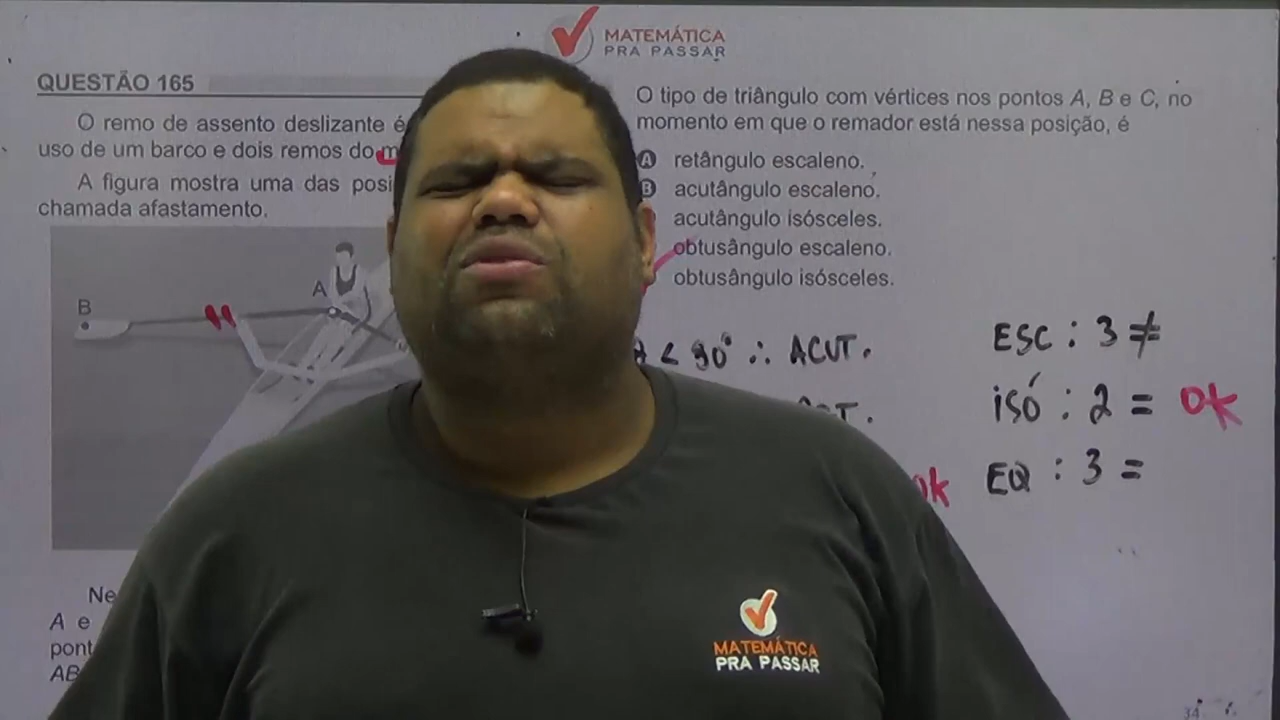 MATEMÁTICA
PRA PASSAR
QUESTÃO 165
O remo de assento deslizante é
uso de um barco e dois remos do m
A figura mostra uma das posi
chamada afastamento.
A
B
Ne
A e
pont
AB
O tipo de triângulo com vértices nos pontos A, B e C, no
momento em que o remador está nessa posição, é
A retângulo escaleno.
B acutângulo escaleno.
acutângulo isósceles.
obtusângulo escaleno.
obtusângulo isósceles.
< 90° ∴ ACUT.
T.
ok
ESC : 3 ≠
isó : 2 = ok
EQ : 3 =
MATEMÁTICA
PRA PASSAR